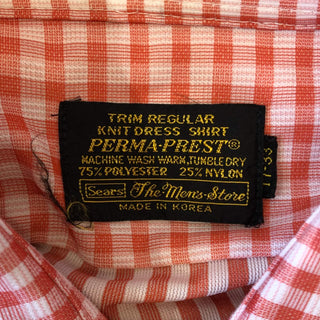 TRIM REGULAR
KNIT DRESS SHIRT
PERMA-PREST®
MACHINE WASH WARM, TUMBLE DRY
75% POLYESTER 25% NYLON
Sears The Men's Store
MADE IN KOREA
17-33